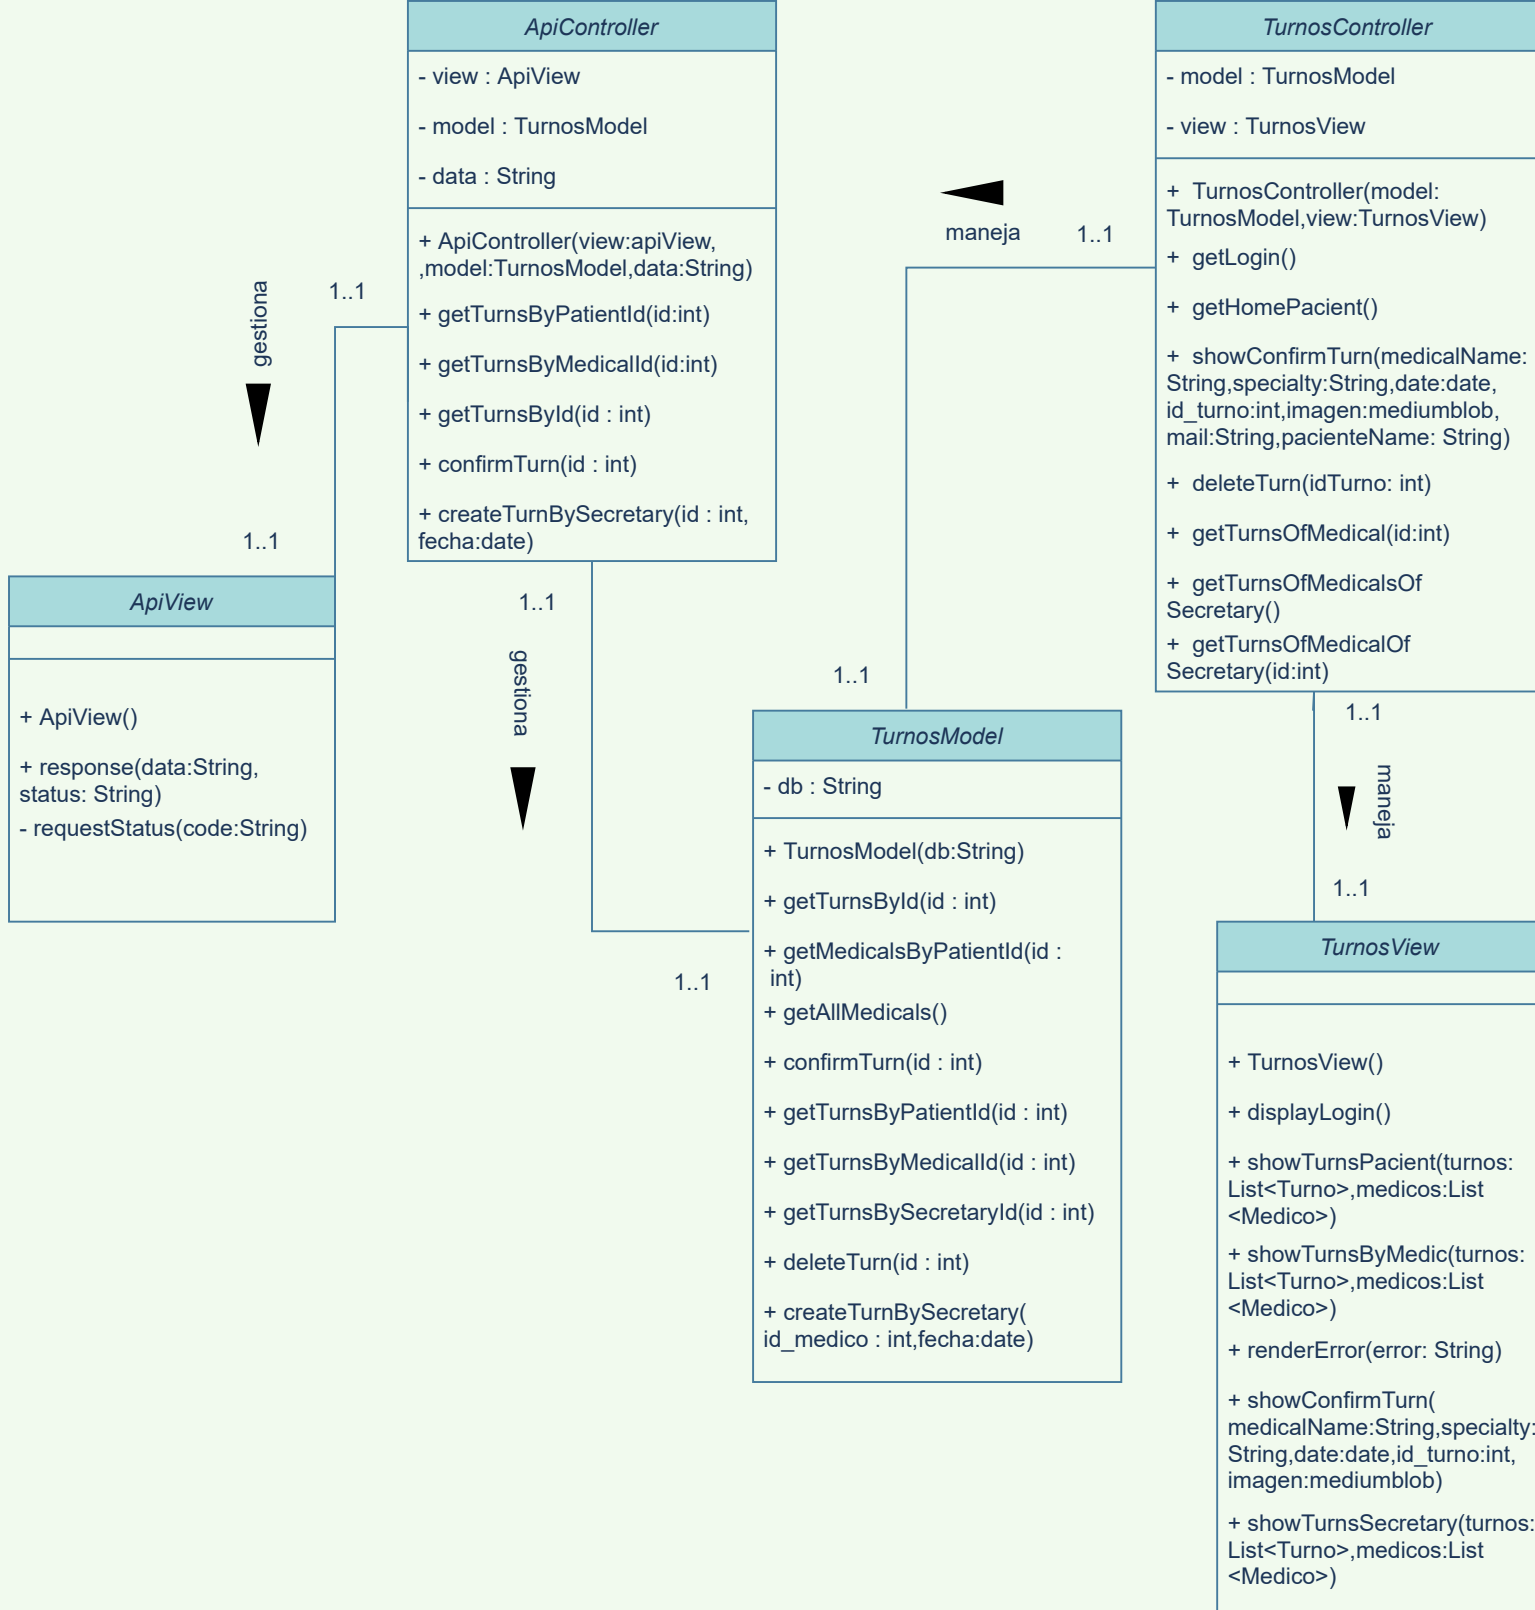 ApiController
- view : ApiView
- model : TurnosModel
- data : String
+ ApiController(view:apiView,
,model:TurnosModel,data:String)
+ getTurnsByPatientId(id:int)
+ getTurnsByMedicalId(id:int)
+ getTurnsById(id : int)
+ confirmTurn(id : int)
+ createTurnBySecretary(id : int,
fecha:date)
1..1
gestiona
1..1
ApiView
+ ApiView()
+ response(data:String,
status: String)
- requestStatus(code:String)
1..1
gestiona
1..1
TurnosController
- model : TurnosModel
- view : TurnosView
+ TurnosController(model:
TurnosModel,view:TurnosView)
+ getLogin()
+ getHomePacient()
+ showConfirmTurn(medicalName:
String,specialty:String,date:date,
id_turno:int,imagen:mediumblob,
mail:String,pacienteName: String)
+ deleteTurn(idTurno: int)
+ getTurnsOfMedical(id:int)
+ getTurnsOfMedicalsOf
Secretary()
+ getTurnsOfMedicalOf
Secretary(id:int)
maneja
1..1
1..1
TurnosModel
- db : String
+ TurnosModel(db:String)
+ getTurnsById(id : int)
+ getMedicalsByPatientId(id :
int)
+ getAllMedicals()
+ confirmTurn(id : int)
+ getTurnsByPatientId(id : int)
+ getTurnsByMedicalId(id : int)
+ getTurnsBySecretaryId(id : int)
+ deleteTurn(id : int)
+ createTurnBySecretary(
id_medico : int,fecha:date)
1..1
maneja
1..1
TurnosView
+ TurnosView()
+ displayLogin()
+ showTurnsPacient(turnos:
List<Turno>,medicos:List
<Medico>)
+ showTurnsByMedic(turnos:
List<Turno>,medicos:List
<Medico>)
+ renderError(error: String)
+ showConfirmTurn(
medicalName:String,specialty:
String,date:date,id_turno:int,
imagen:mediumblob)
+ showTurnsSecretary(turnos:
List<Turno>,medicos:List
<Medico>)